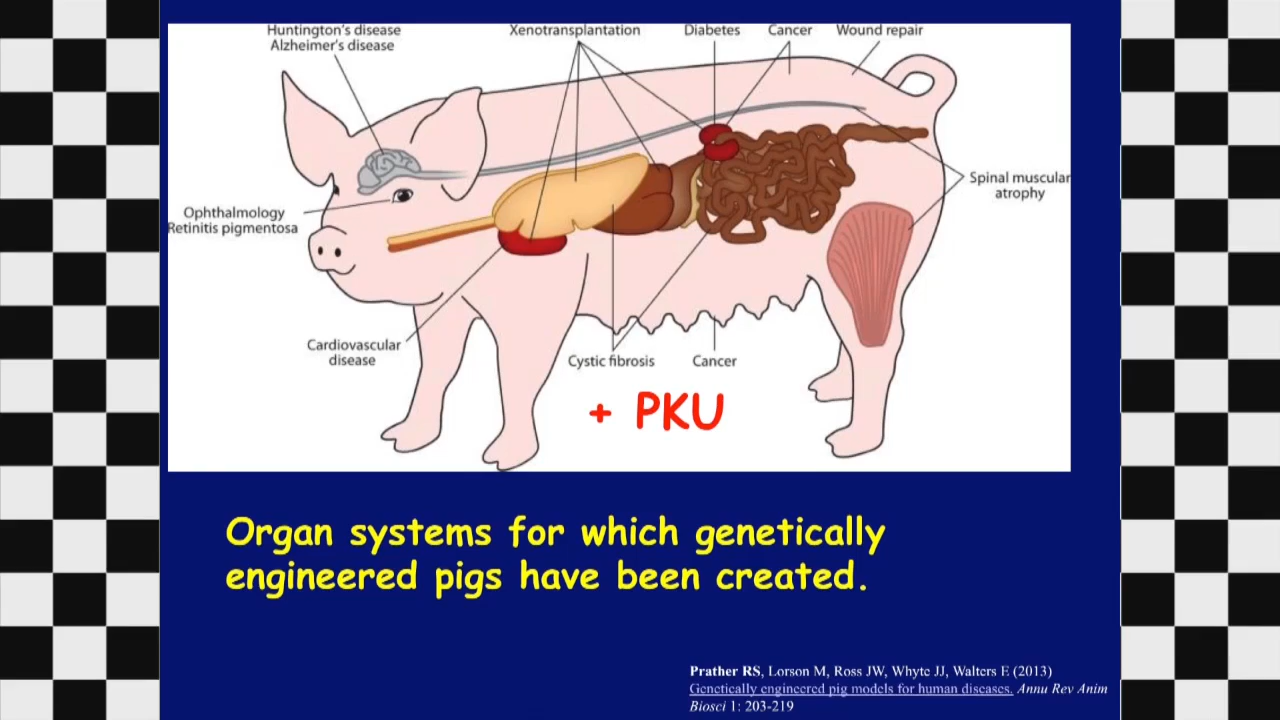 Huntington's disease
Alzheimer's disease
Xenotransplantation
Diabetes
Cancer
Wound repair
Ophthalmology
Retinitis pigmentosa
Spinal muscular
atrophy
Cardiovascular
disease
Cystic fibrosis
Cancer
+ PKU
Organ systems for which genetically
engineered pigs have been created.
Prather RS, Lorson M, Ross JW, Whyte JJ, Walters E (2013)
Genetically engineered pig models for human diseases. Annu Rev Anim
Biosci 1: 203-219